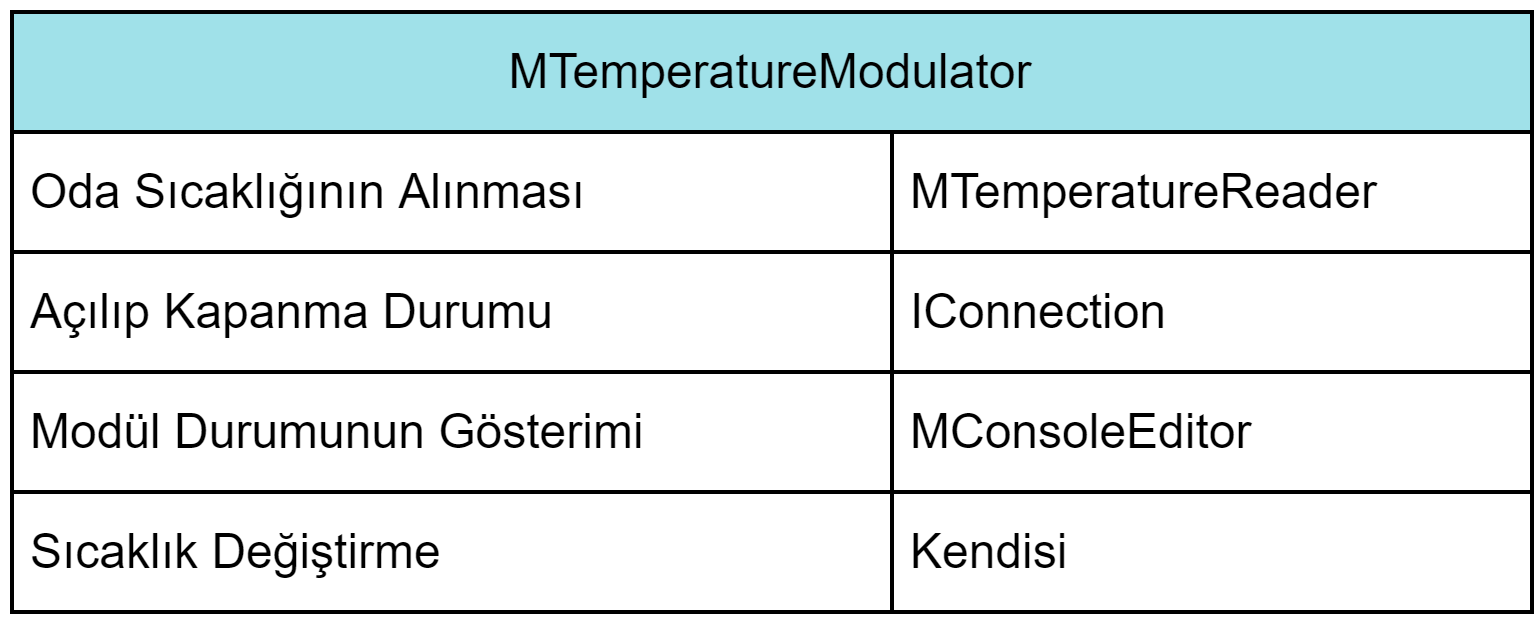 MTemperatureModulator
Oda Sıcaklığının Alınması
MTemperatureReader
Açılıp Kapanma Durumu
IConnection
Modül Durumunun Gösterimi
MConsoleEditor
Sıcaklık Değiştirme
Kendisi